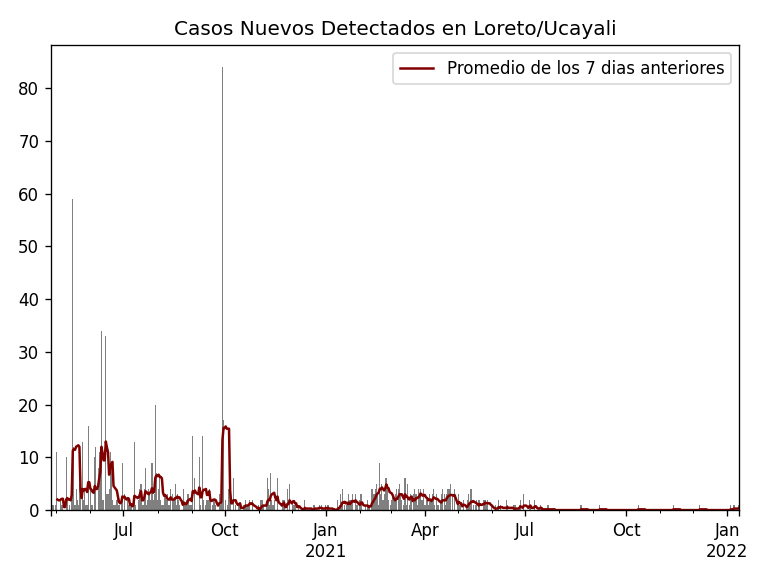 Casos Nuevos Detectados en Loreto/Ucayali
Promedio de los 7 dias anteriores
80
70
60
50
40
30
20
10
0
Jul
Oct
Jan
2021
Apr
Jul
Oct
Jan
2022